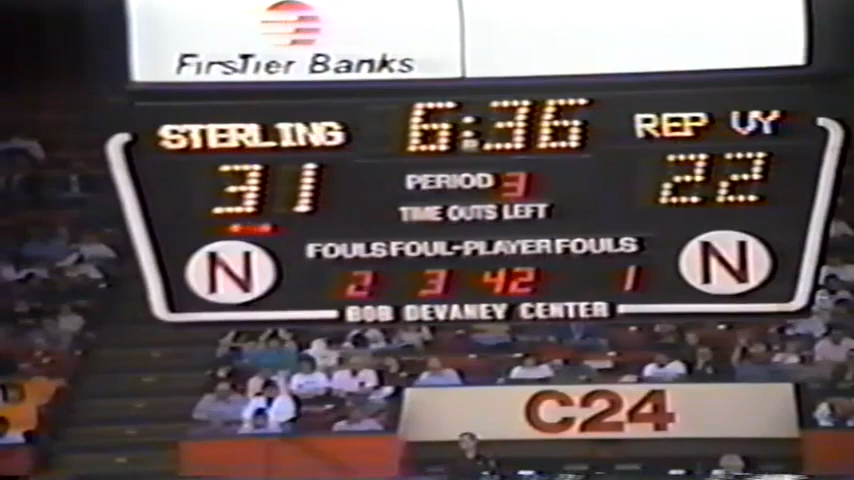 FirsTier Banks
STERLING 6:36 REP VY
31 PERIOD 3 22
TIME OUTS LEFT
N FOULS FOUL-PLAYER FOULS N
2 3 42 1
BOB DEVANEY CENTER
C24